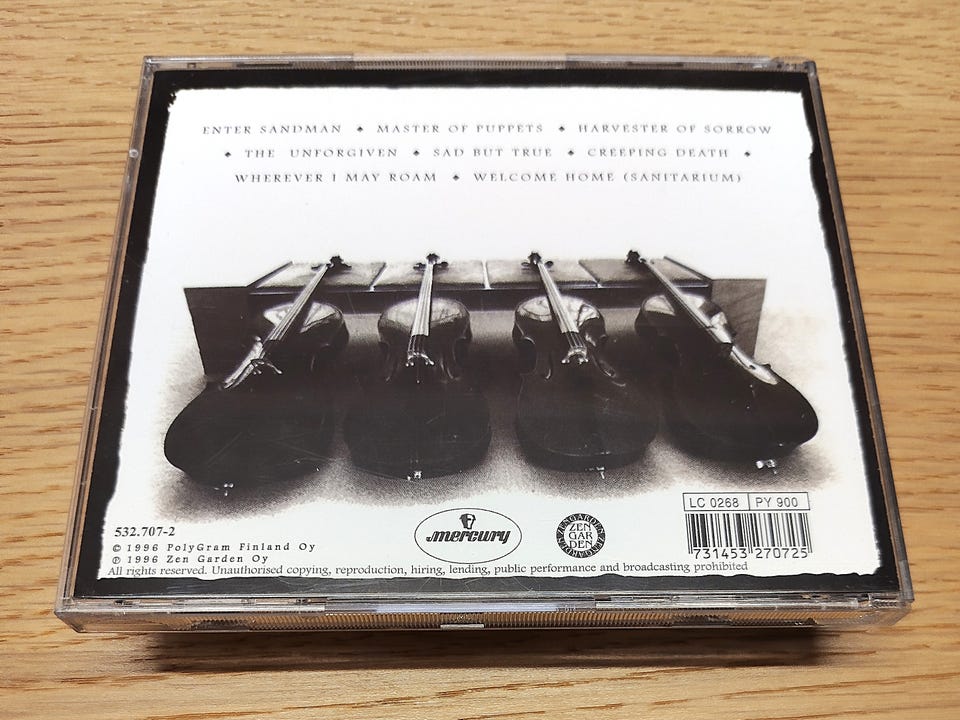 ENTER SANDMAN ♠ MASTER OF PUPPETS ♠ HARVESTER OF SORROW
♠ THE UNFORGIVEN ♠ SAD BUT TRUE ♠ CREEPING DEATH ♠
WHEREVER I MAY ROAM ♠ WELCOME HOME (SANITARIUM)
532.707-2
© 1996 PolyGram Finland Oy
℗ 1996 Zen Garden Oy
All rights reserved. Unauthorised copying, reproduction, hiring, lending, public performance and broadcasting prohibited
mercury
ZEN
GAR
DEN
LC 0268 PY 900
731453 270725